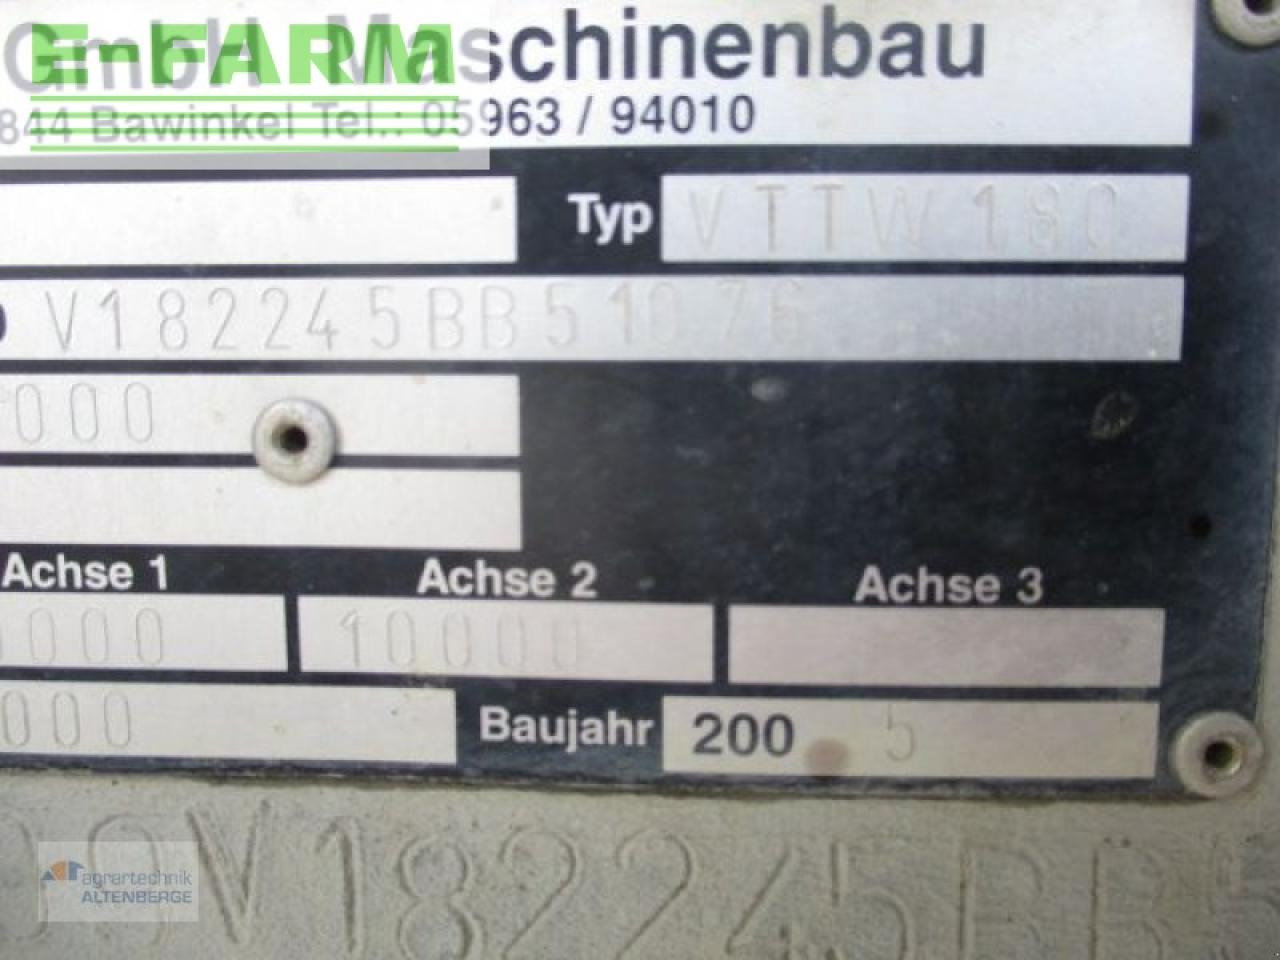 GmbH Maschinenbau
E-FARM
844 Bawinkel Tel.: 05963 / 94010
Typ VTTW 180
V182245BB51076
000
Achse 1 Achse 2 Achse 3
000 10000
000 Baujahr 200 5
00V182245BB5
agrartechnik
ALTENBERGE